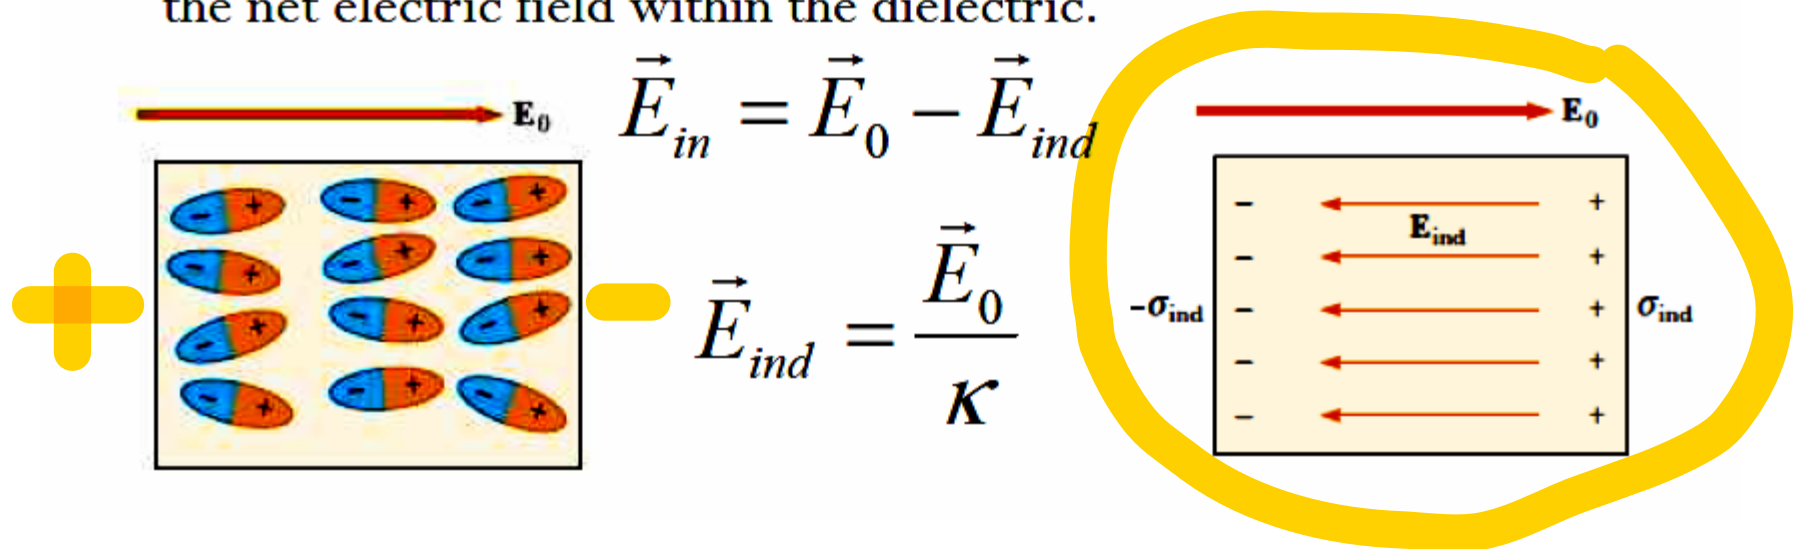 the net electric field within the dielectric.
E₀
E⃗in = E⃗₀ − E⃗ind
E⃗ind = E⃗₀ / κ
- + - + - +
- + - + - +
- + - + - +
- + - + - +
+
−
E₀
- +
Eind
- +
-σind - + σind
- +
- +